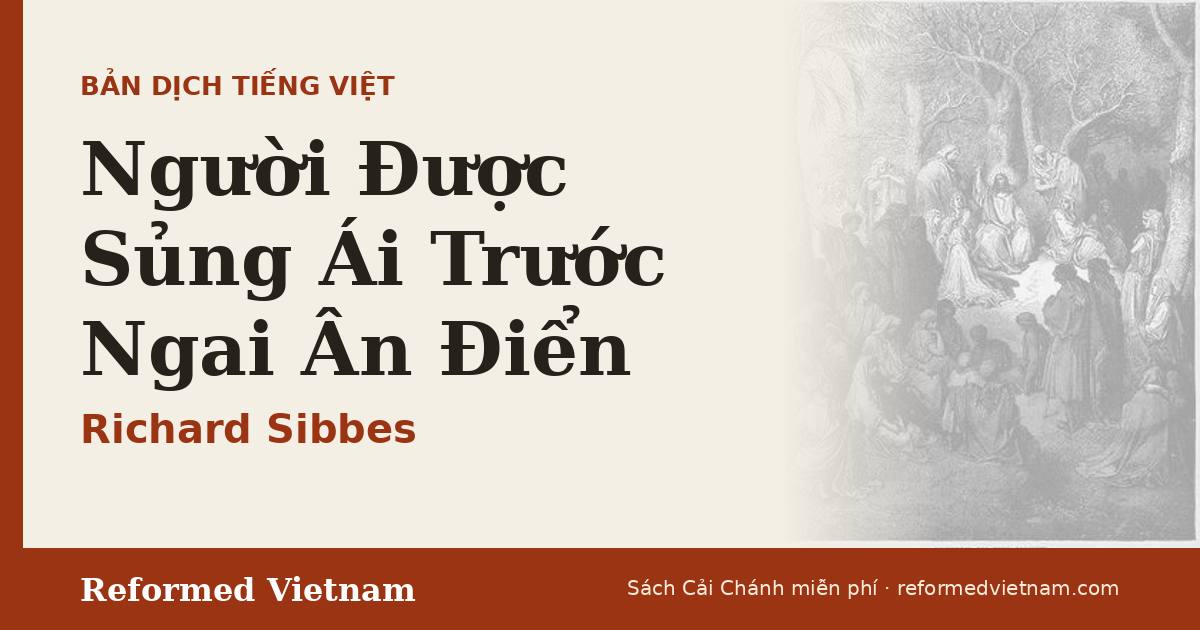 BẢN DỊCH TIẾNG VIỆT
Người Được
Sủng Ái Trước
Ngai Ân Điển
Richard Sibbes
Reformed Vietnam
Sách Cải Chánh miễn phí · reformedvietnam.com